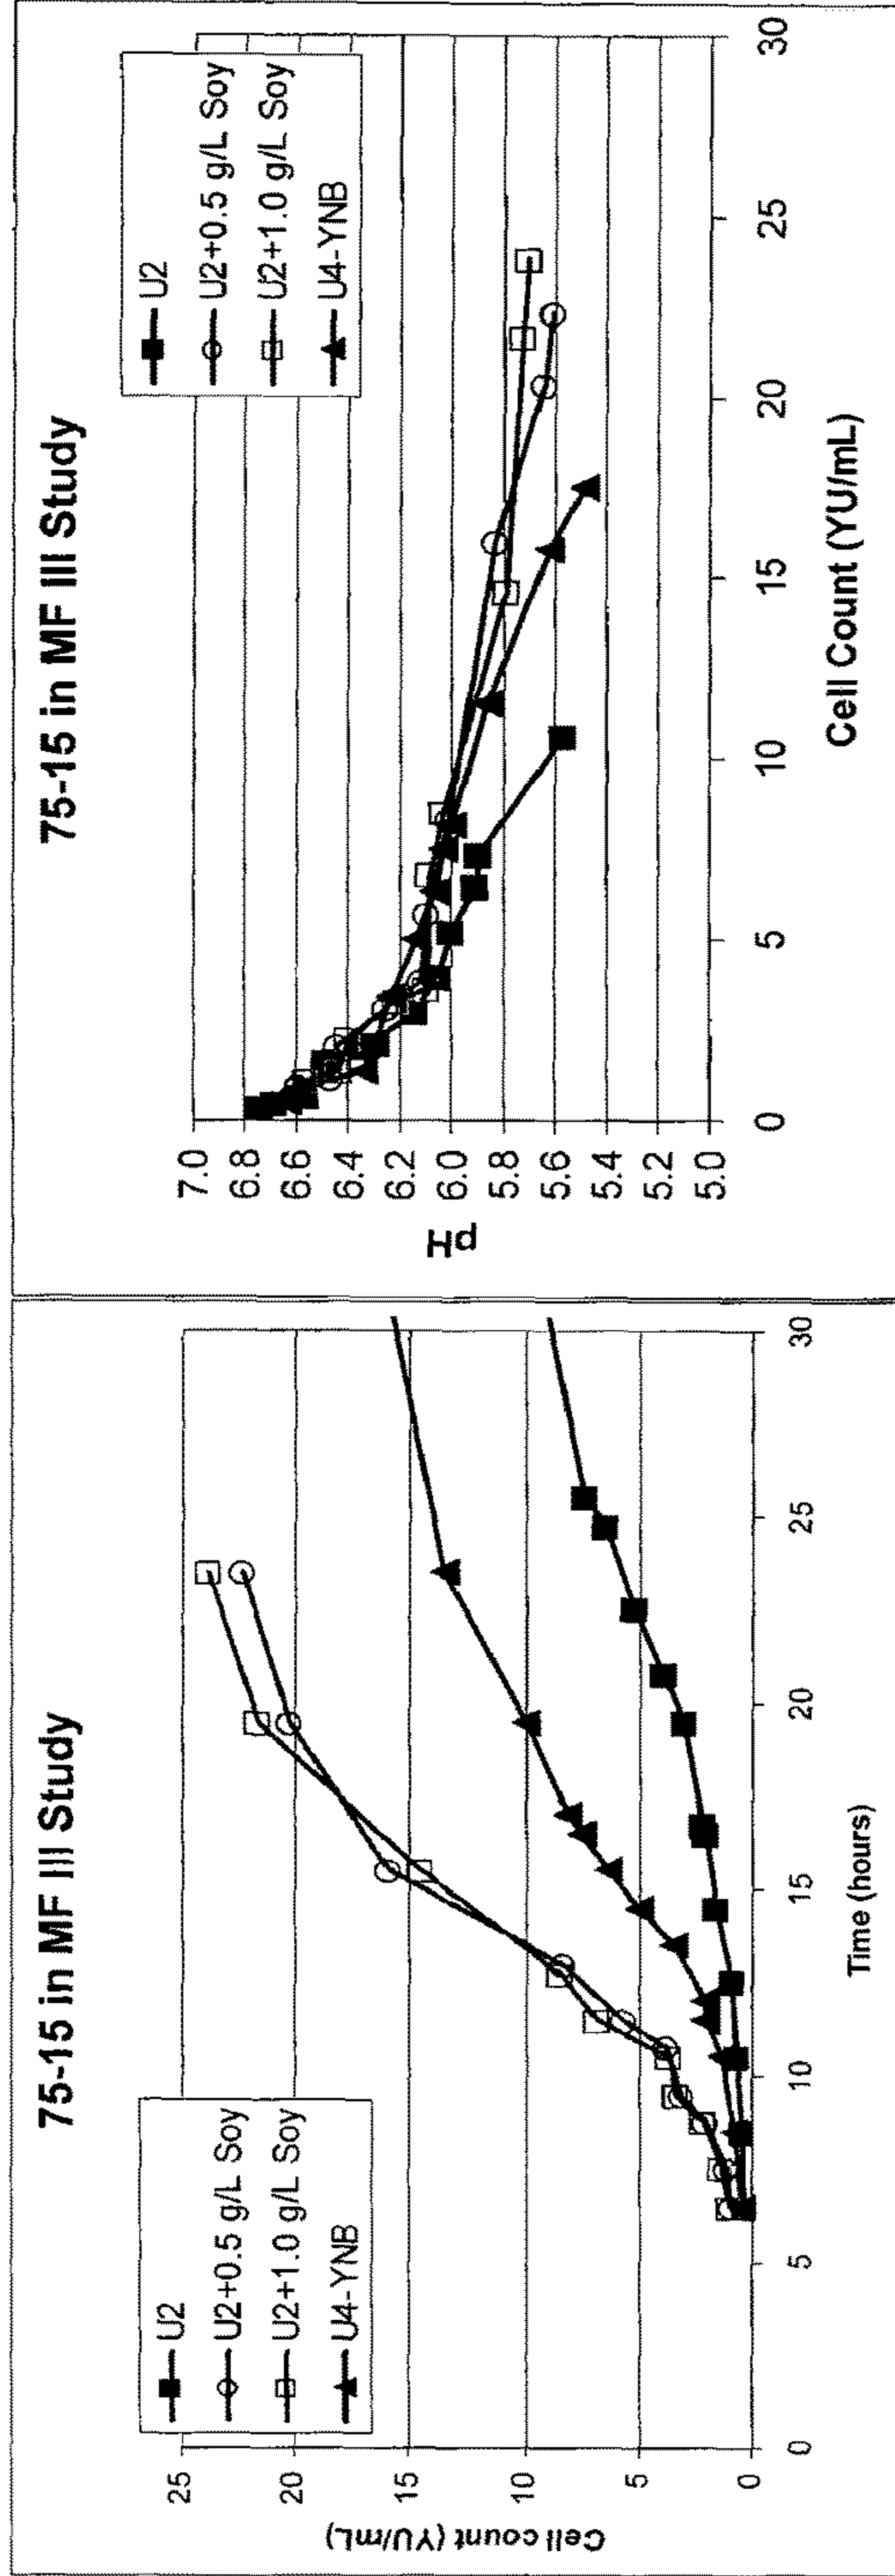 75-15 in MF III Study
U2
U2+0.5 g/L Soy
U2+1.0 g/L Soy
U4-YNB
Cell count (YU/mL)
25
20
15
10
5
0
0
5
10
15
20
25
30
Time (hours)
75-15 in MF III Study
U2
U2+0.5 g/L Soy
U2+1.0 g/L Soy
U4-YNB
pH
7.0
6.8
6.6
6.4
6.2
6.0
5.8
5.6
5.4
5.2
5.0
0
5
10
15
20
25
30
Cell Count (YU/mL)